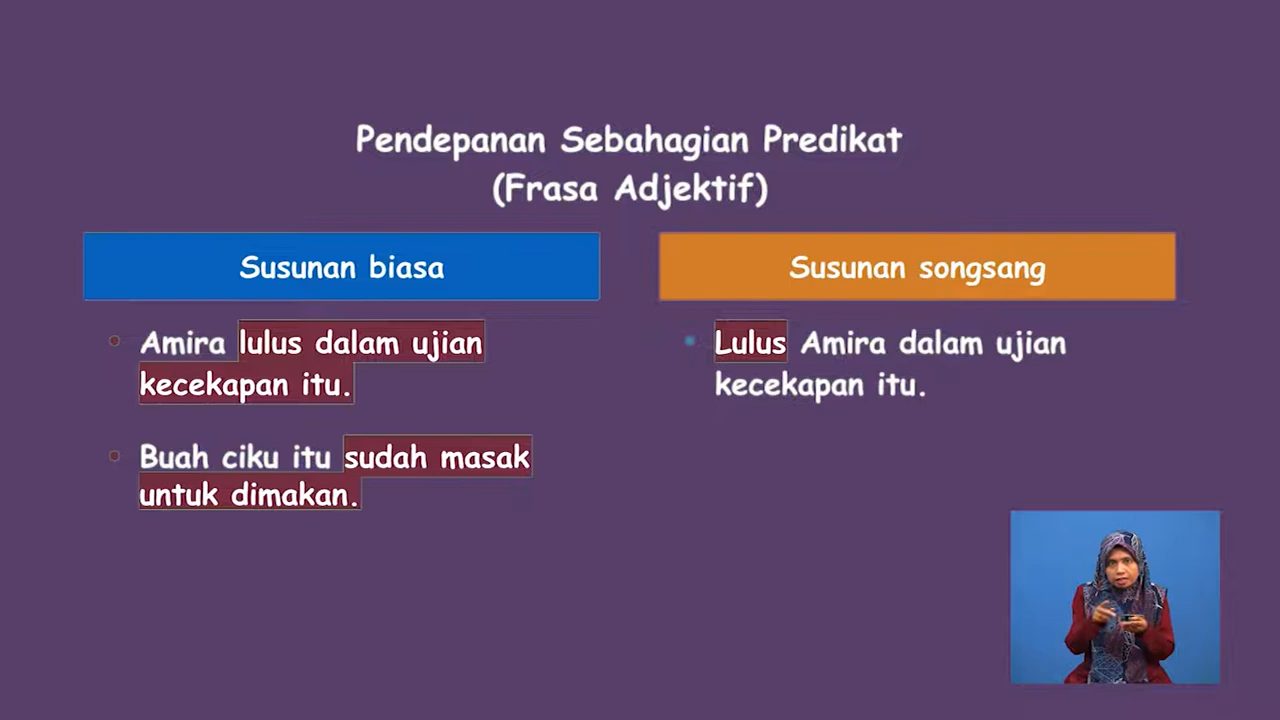 Pendepanan Sebahagian Predikat
(Frasa Adjektif)
Susunan biasa
Amira lulus dalam ujian
kecekapan itu.
Buah ciku itu sudah masak
untuk dimakan.
Susunan songsang
Lulus Amira dalam ujian
kecekapan itu.